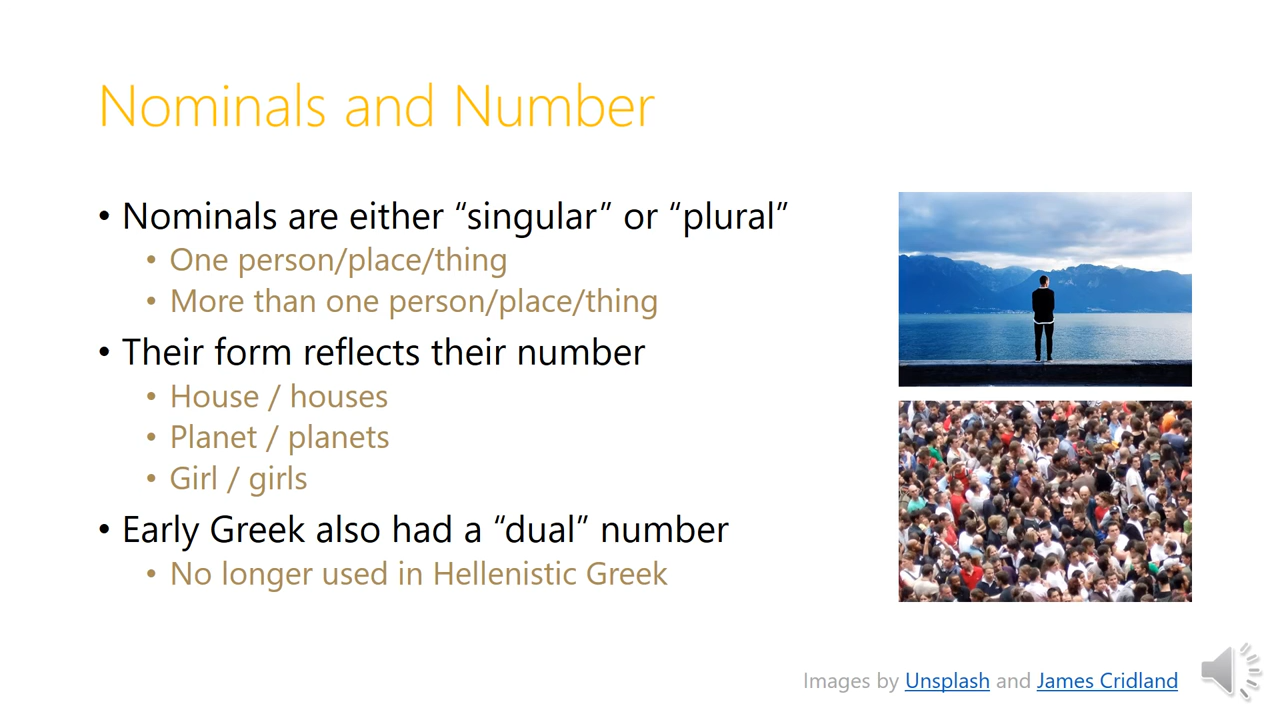 Nominals and Number
• Nominals are either “singular” or “plural”
• One person/place/thing
• More than one person/place/thing
• Their form reflects their number
• House / houses
• Planet / planets
• Girl / girls
• Early Greek also had a “dual” number
• No longer used in Hellenistic Greek
Images by Unsplash and James Cridland